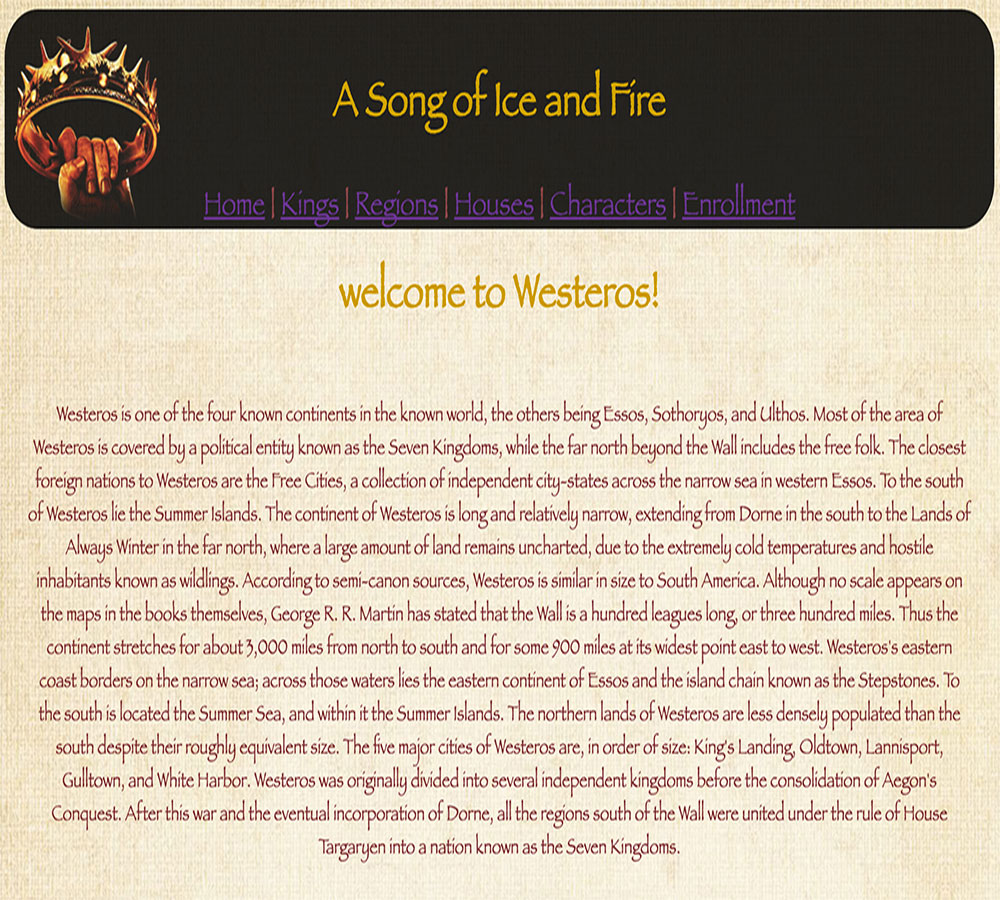 A Song of Ice and Fire
Home | Kings | Regions | Houses | Characters | Enrollment
welcome to Westeros!
Westeros is one of the four known continents in the known world, the others being Essos, Sothoryos, and Ulthos. Most of the area of
Westeros is covered by a political entity known as the Seven Kingdoms, while the far north beyond the Wall includes the free folk. The closest
foreign nations to Westeros are the Free Cities, a collection of independent city-states across the narrow sea in western Essos. To the south
of Westeros lie the Summer Islands. The continent of Westeros is long and relatively narrow, extending from Dorne in the south to the Lands of
Always Winter in the far north, where a large amount of land remains uncharted, due to the extremely cold temperatures and hostile
inhabitants known as wildlings. According to semi-canon sources, Westeros is similar in size to South America. Although no scale appears on
the maps in the books themselves, George R. R. Martin has stated that the Wall is a hundred leagues long, or three hundred miles. Thus the
continent stretches for about 3,000 miles from north to south and for some 900 miles at its widest point east to west. Westeros's eastern
coast borders on the narrow sea; across those waters lies the eastern continent of Essos and the island chain known as the Stepstones. To
the south is located the Summer Sea, and within it the Summer Islands. The northern lands of Westeros are less densely populated than the
south despite their roughly equivalent size. The five major cities of Westeros are, in order of size: King's Landing, Oldtown, Lannisport,
Gulltown, and White Harbor. Westeros was originally divided into several independent kingdoms before the consolidation of Aegon's
Conquest. After this war and the eventual incorporation of Dorne, all the regions south of the Wall were united under the rule of House
Targaryen into a nation known as the Seven Kingdoms.